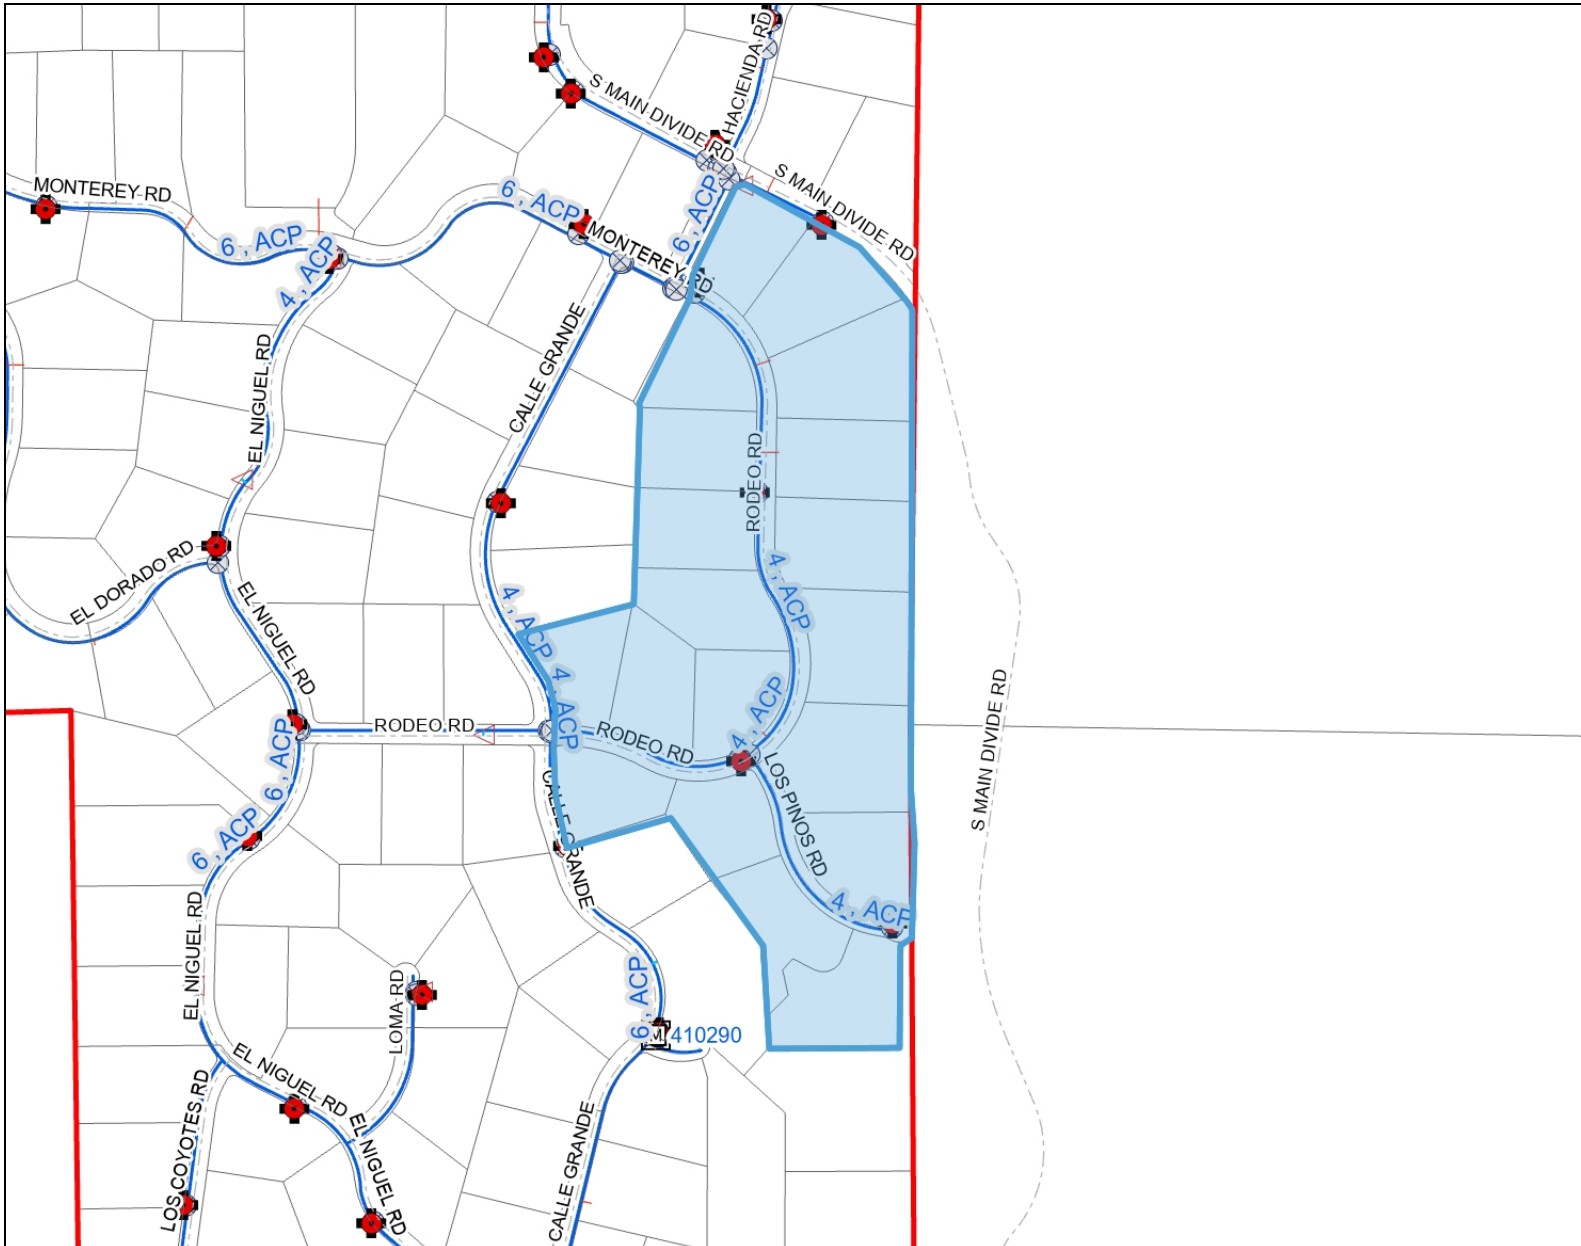 HACIENDA RD
S MAIN DIVIDE RD
S MAIN DIVIDE RD
MONTEREY RD
6 , ACP
6 , ACP
6 , ACP
MONTEREY RD
4 , ACP
CALLE GRANDE
EL NIGUEL RD
RODEO RD
EL DORADO RD
4 , ACP
4 , ACP
EL NIGUEL RD
4 , ACP
4 , ACP
S MAIN DIVIDE RD
RODEO RD
RODEO RD
6 , ACP
LOS PINOS RD
CALLE GRANDE
6 , ACP
4 , ACP
EL NIGUEL RD
LOMA RD
6 , ACP
M
410290
EL NIGUEL RD
LOS COYOTES RD
EL NIGUEL RD
CALLE GRANDE